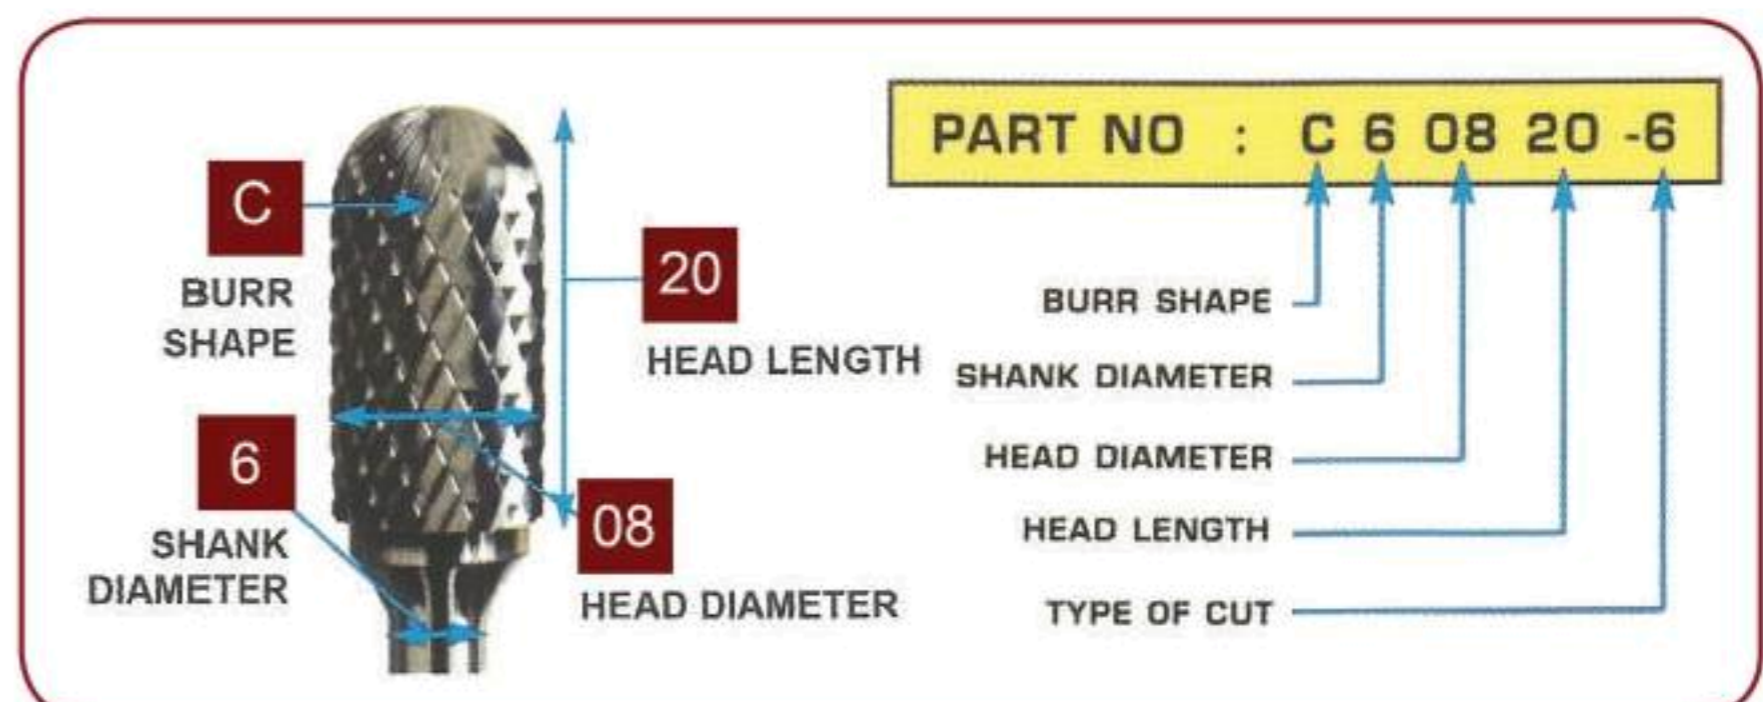 C
BURR
SHAPE
20
HEAD LENGTH
6
SHANK
DIAMETER
08
HEAD DIAMETER
PART NO : C 6 08 20 -6
BURR SHAPE
SHANK DIAMETER
HEAD DIAMETER
HEAD LENGTH
TYPE OF CUT